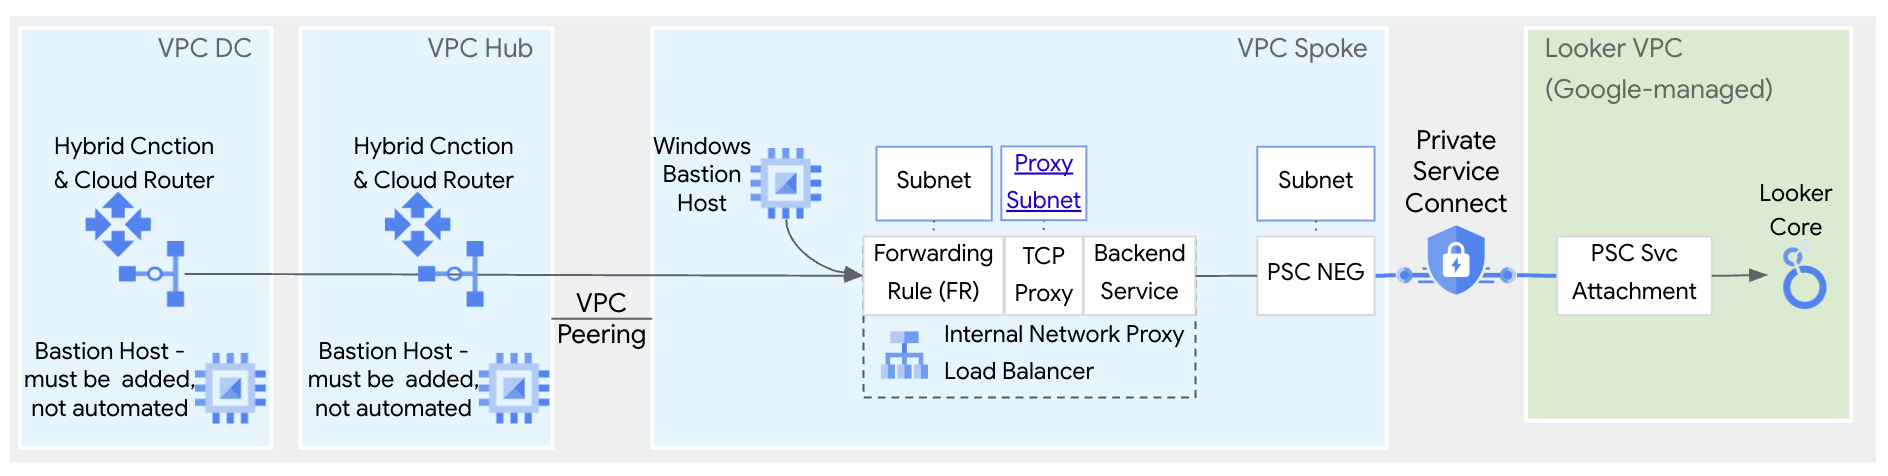 VPC DC
Hybrid Cnction
& Cloud Router
Bastion Host -
must be  added,
not automated
VPC Hub
Hybrid Cnction
& Cloud Router
Bastion Host -
must be  added,
not automated
VPC
Peering
VPC Spoke
Windows
Bastion
Host
Subnet
Proxy
Subnet
Forwarding
Rule (FR)
TCP
Proxy
Backend
Service
Internal Network Proxy
Load Balancer
Subnet
PSC NEG
Private
Service
Connect
Looker VPC
(Google-managed)
PSC Svc
Attachment
Looker
Core